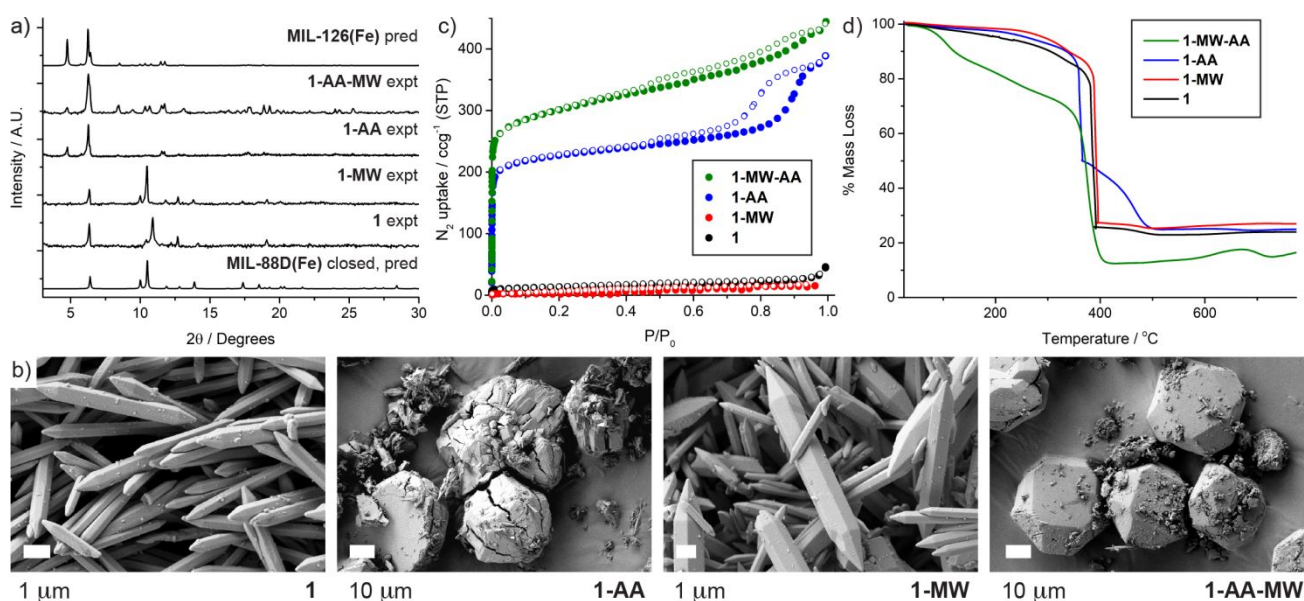 a)
Intensity / A.U.
MIL-126(Fe) pred
1-AA-MW expt
1-AA expt
1-MW expt
1 expt
MIL-88D(Fe) closed, pred
5 10 15 20 25 30
2θ / Degrees
c)
N₂ uptake / ccg⁻¹ (STP)
400
300
200
100
0
1-MW-AA
1-AA
1-MW
1
0.0 0.2 0.4 0.6 0.8 1.0
P/P₀
d)
% Mass Loss
100
80
60
40
20
0
1-MW-AA
1-AA
1-MW
1
200 400 600
Temperature / °C
b)
1 μm 1
10 μm 1-AA
1 μm 1-MW
10 μm 1-AA-MW